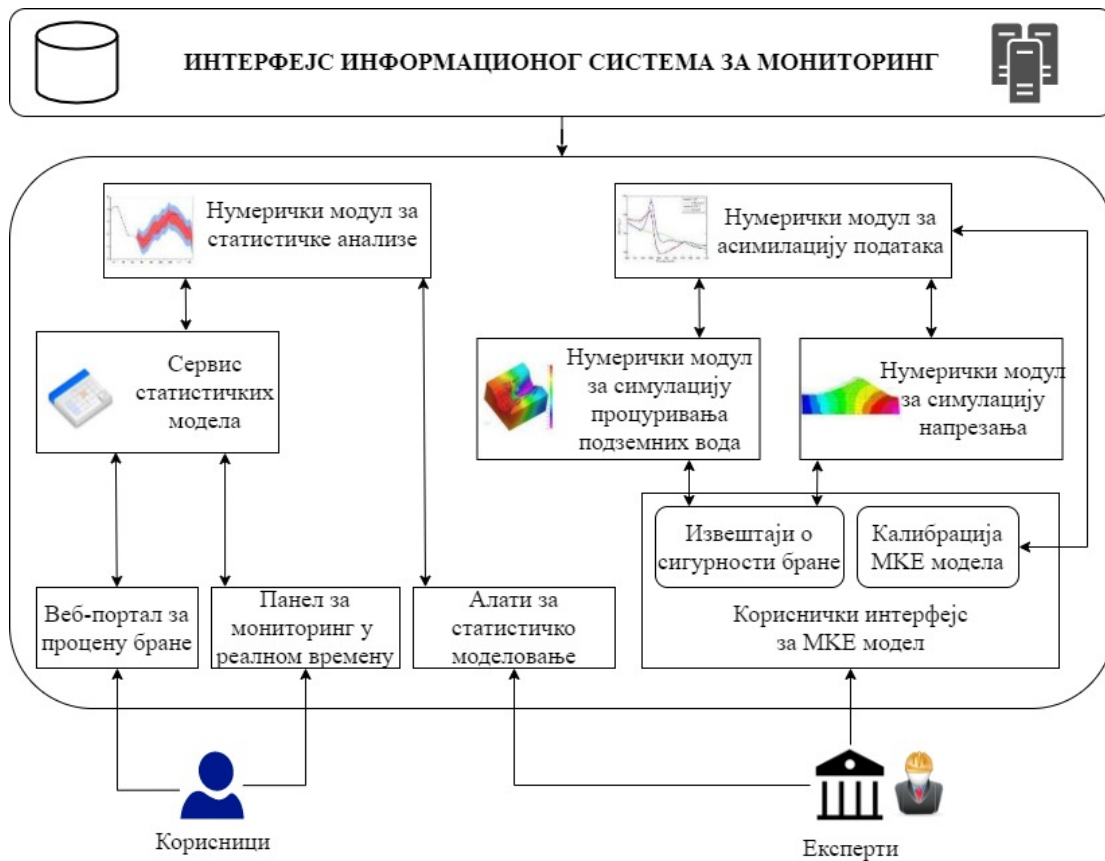 ИНТЕРФЕЈС ИНФОРМАЦИОНОГ СИСТЕМА ЗА МОНИТОРИНГ
Нумерички модул за
статистичке анализе
Нумерички модул за
асимилацију података
Сервис
статистичких
модела
Нумерички модул
за симулацију
процуривања
подземних вода
Нумерички модул
за симулацију
напрезања
Извештаји о
сигурности бране
Калибрација
МКЕ модела
Кориснички интерфејс
за МКЕ модел
Веб-портал за
процену бране
Панел за
мониторинг у
реалном времену
Алати за
статистичко
моделовање
Корисници
Експерти